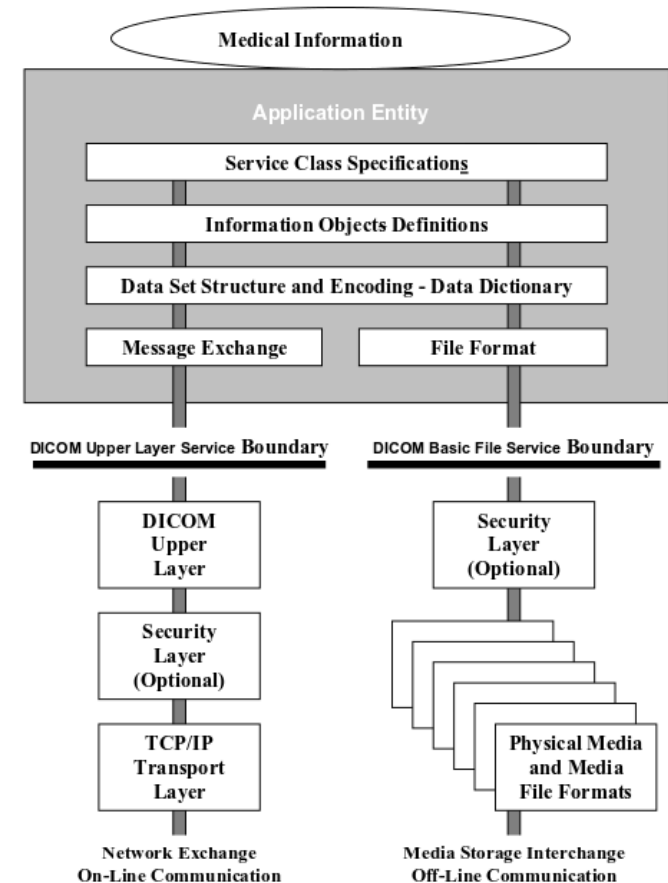 Medical Information
Application Entity
Service Class Specifications
Information Objects Definitions
Data Set Structure and Encoding - Data Dictionary
Message Exchange
File Format
DICOM Upper Layer Service Boundary
DICOM Basic File Service Boundary
DICOM
Upper
Layer
Security
Layer
(Optional)
Security
Layer
(Optional)
TCP/IP
Transport
Layer
Physical Media
and Media
File Formats
Network Exchange
On-Line Communication
Media Storage Interchange
Off-Line Communication